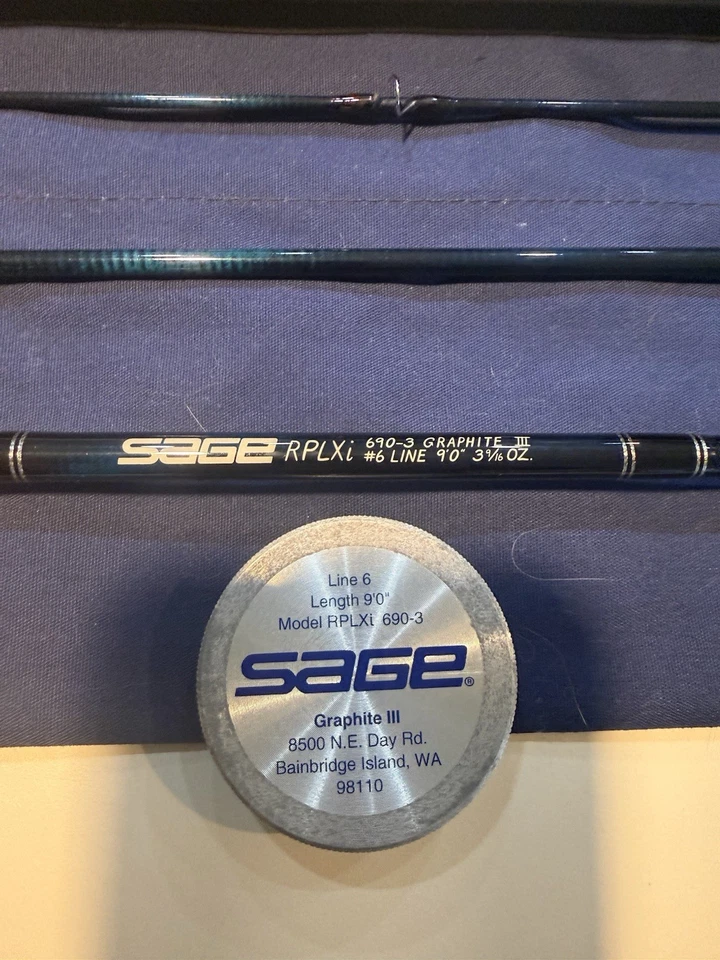 SAGE RPLXi 690-3 GRAPHITE III
#6 LINE 9'0" 3 9/16 OZ.
Line 6
Length 9'0"
Model RPLXi 690-3
SAGE®
Graphite III
8500 N.E. Day Rd.
Bainbridge Island, WA
98110